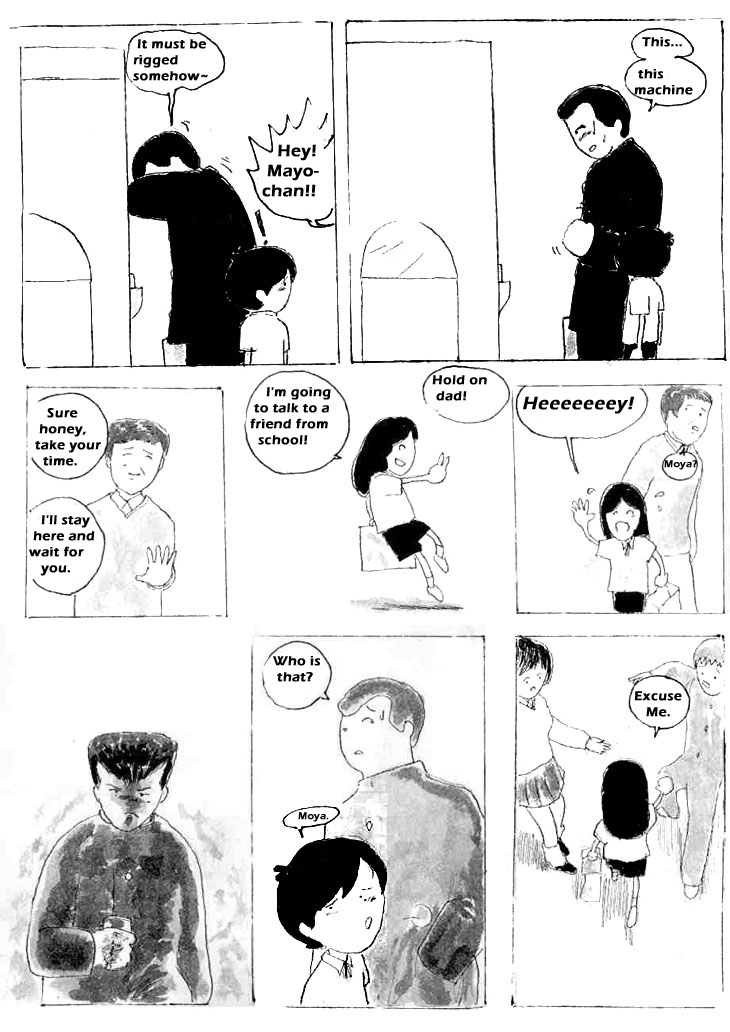 This...
this
machine
It must be
rigged
somehow~
Hey!
Mayo-
chan!!
Heeeeeeey!
Moya?
Hold on
dad!
I'm going
to talk to a
friend from
school!
Sure
honey,
take your
time.
I'll stay
here and
wait for
you.
Excuse
Me.
Who is
that?
Moya.